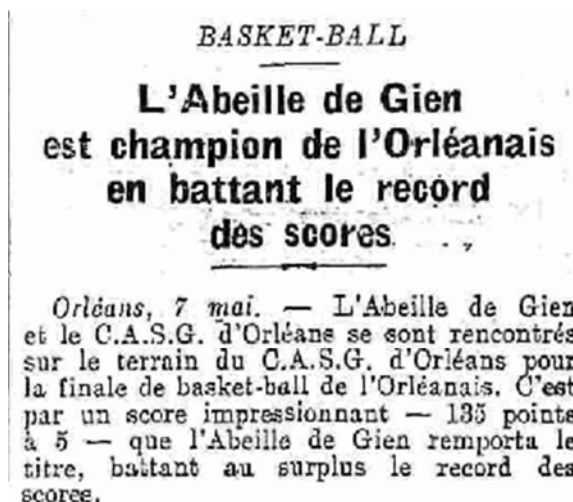 BASKET-BALL
L'Abeille de Gien
est champion de l'Orléanais
en battant le record
des scores
Orléans, 7 mai. — L'Abeille de Gien
et le C.A.S.G. d'Orléans se sont rencontrés
sur le terrain du C.A.S.G. d'Orléans pour
la finale de basket-ball de l'Orléanais. C'est
par un score impressionnant — 135 points
à 5 — que l'Abeille de Gien remporta le
titre, battant au surplus le record des
scores.